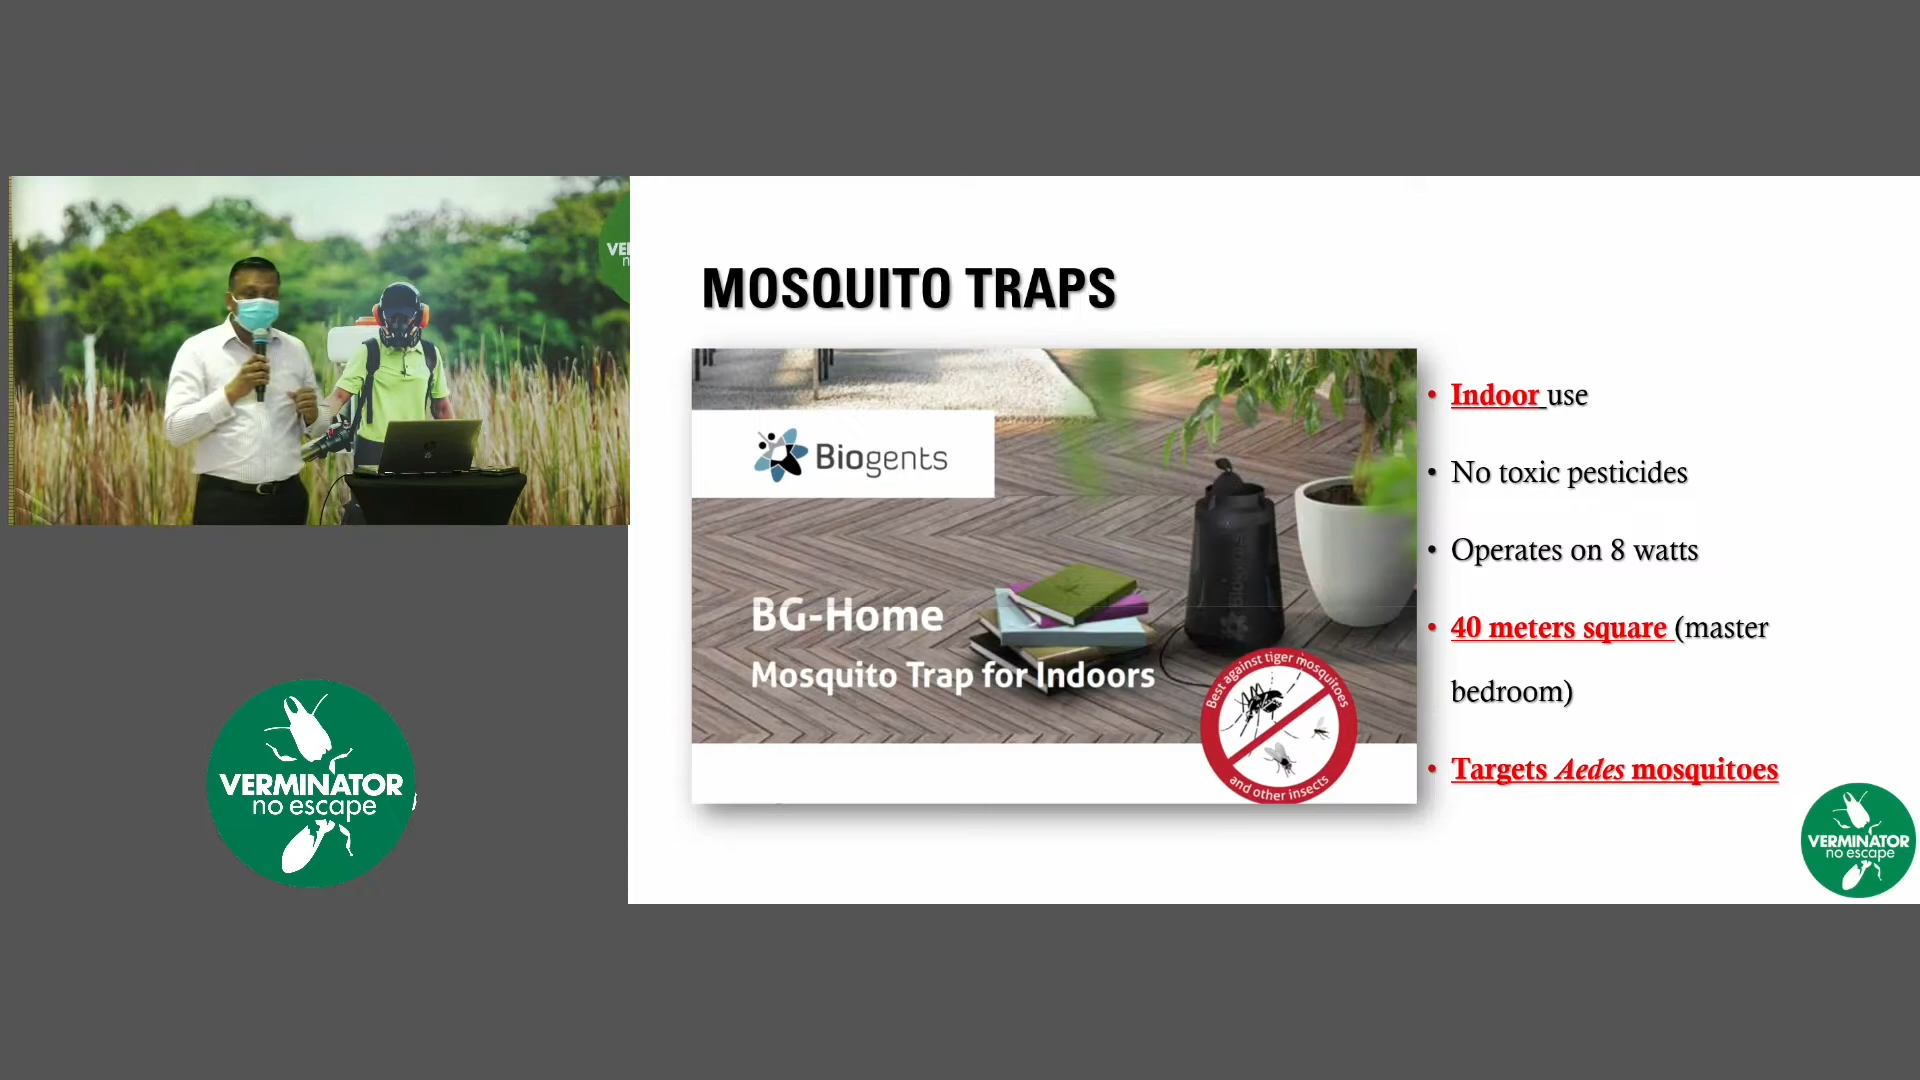 VE
n
MOSQUITO TRAPS
Biogents
BG-Home
Mosquito Trap for Indoors
Biogents
Best against tiger mosquitoes
and other insects
• Indoor use
• No toxic pesticides
• Operates on 8 watts
• 40 meters square (master
bedroom)
• Targets Aedes mosquitoes
VERMINATOR
no escape
VERMINATOR
no escape